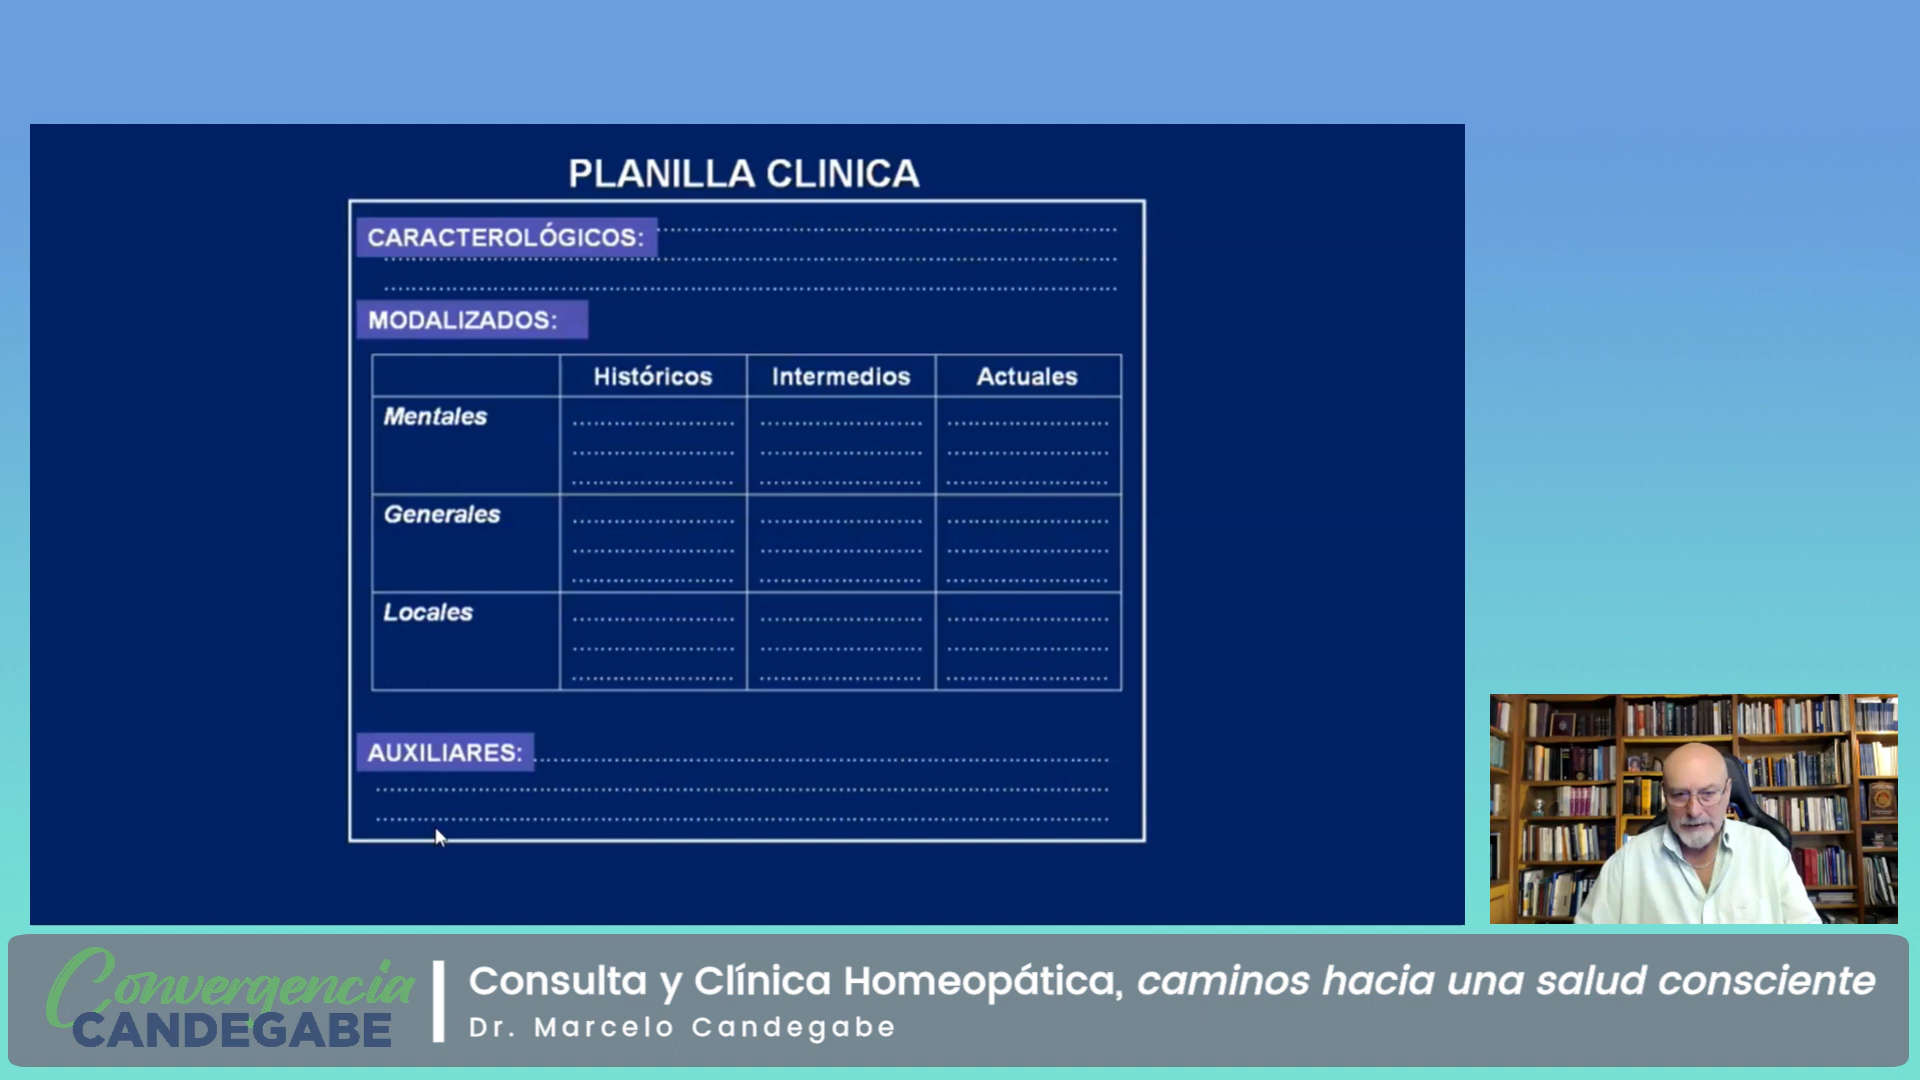 PLANILLA CLINICA
CARACTEROLÓGICOS:
MODALIZADOS:
Históricos Intermedios Actuales
Mentales
Generales
Locales
AUXILIARES:
Convergencia
CANDEGABE
Consulta y Clínica Homeopática, caminos hacia una salud consciente
Dr. Marcelo Candegabe